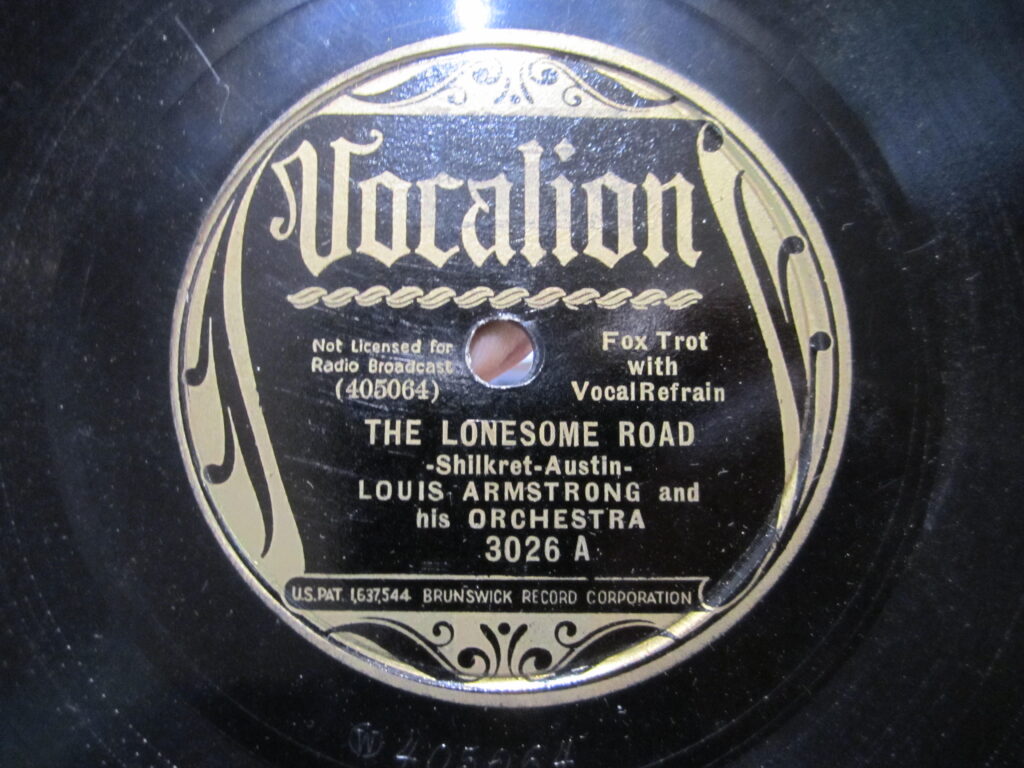 Vocalion
Not Licensed for
Radio Broadcast
(405064)
Fox Trot
with
Vocal Refrain
THE LONESOME ROAD
-Shilkret-Austin-
LOUIS ARMSTRONG and
his ORCHESTRA
3026 A
U.S. PAT. 1,637,544 BRUNSWICK RECORD CORPORATION
W 405064